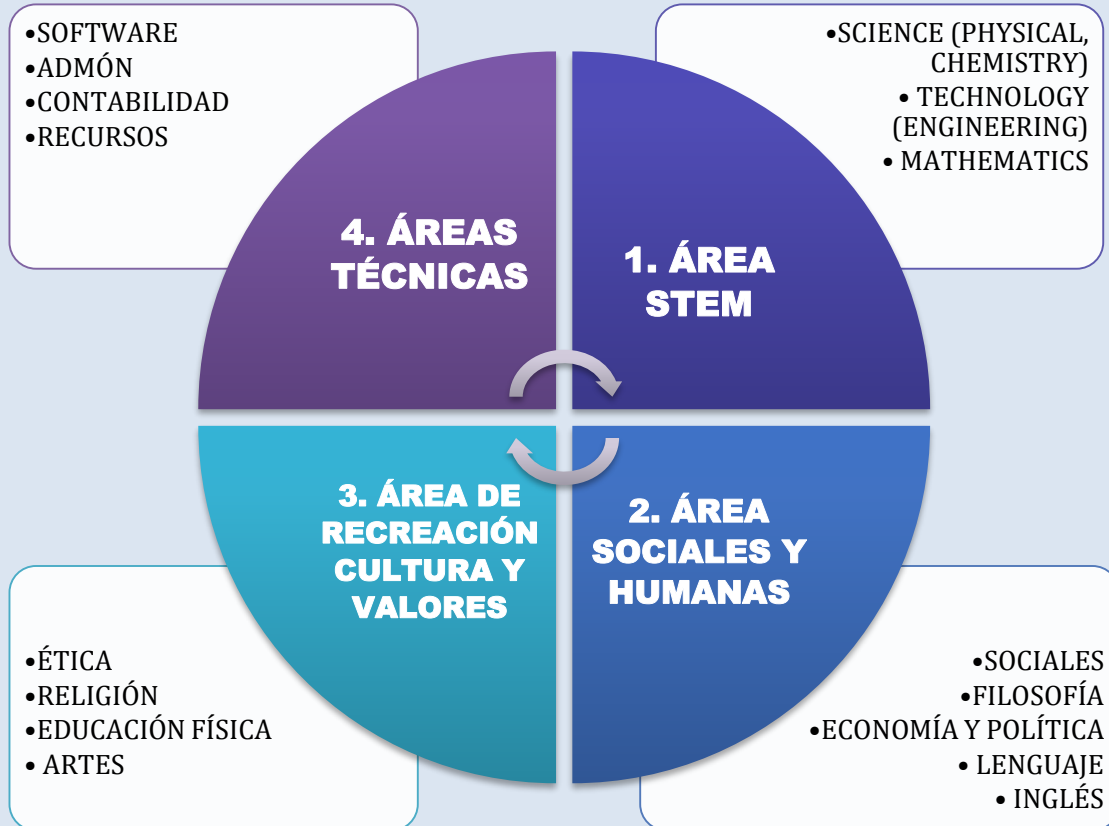 •SOFTWARE
•ADMÓN
•CONTABILIDAD
•RECURSOS
•SCIENCE (PHYSICAL,
CHEMISTRY)
• TECHNOLOGY
(ENGINEERING)
• MATHEMATICS
4. ÁREAS
TÉCNICAS
1. ÁREA
STEM
3. ÁREA DE
RECREACIÓN
CULTURA Y
VALORES
2. ÁREA
SOCIALES Y
HUMANAS
•ÉTICA
•RELIGIÓN
•EDUCACIÓN FÍSICA
• ARTES
•SOCIALES
•FILOSOFÍA
•ECONOMÍA Y POLÍTICA
• LENGUAJE
• INGLÉS